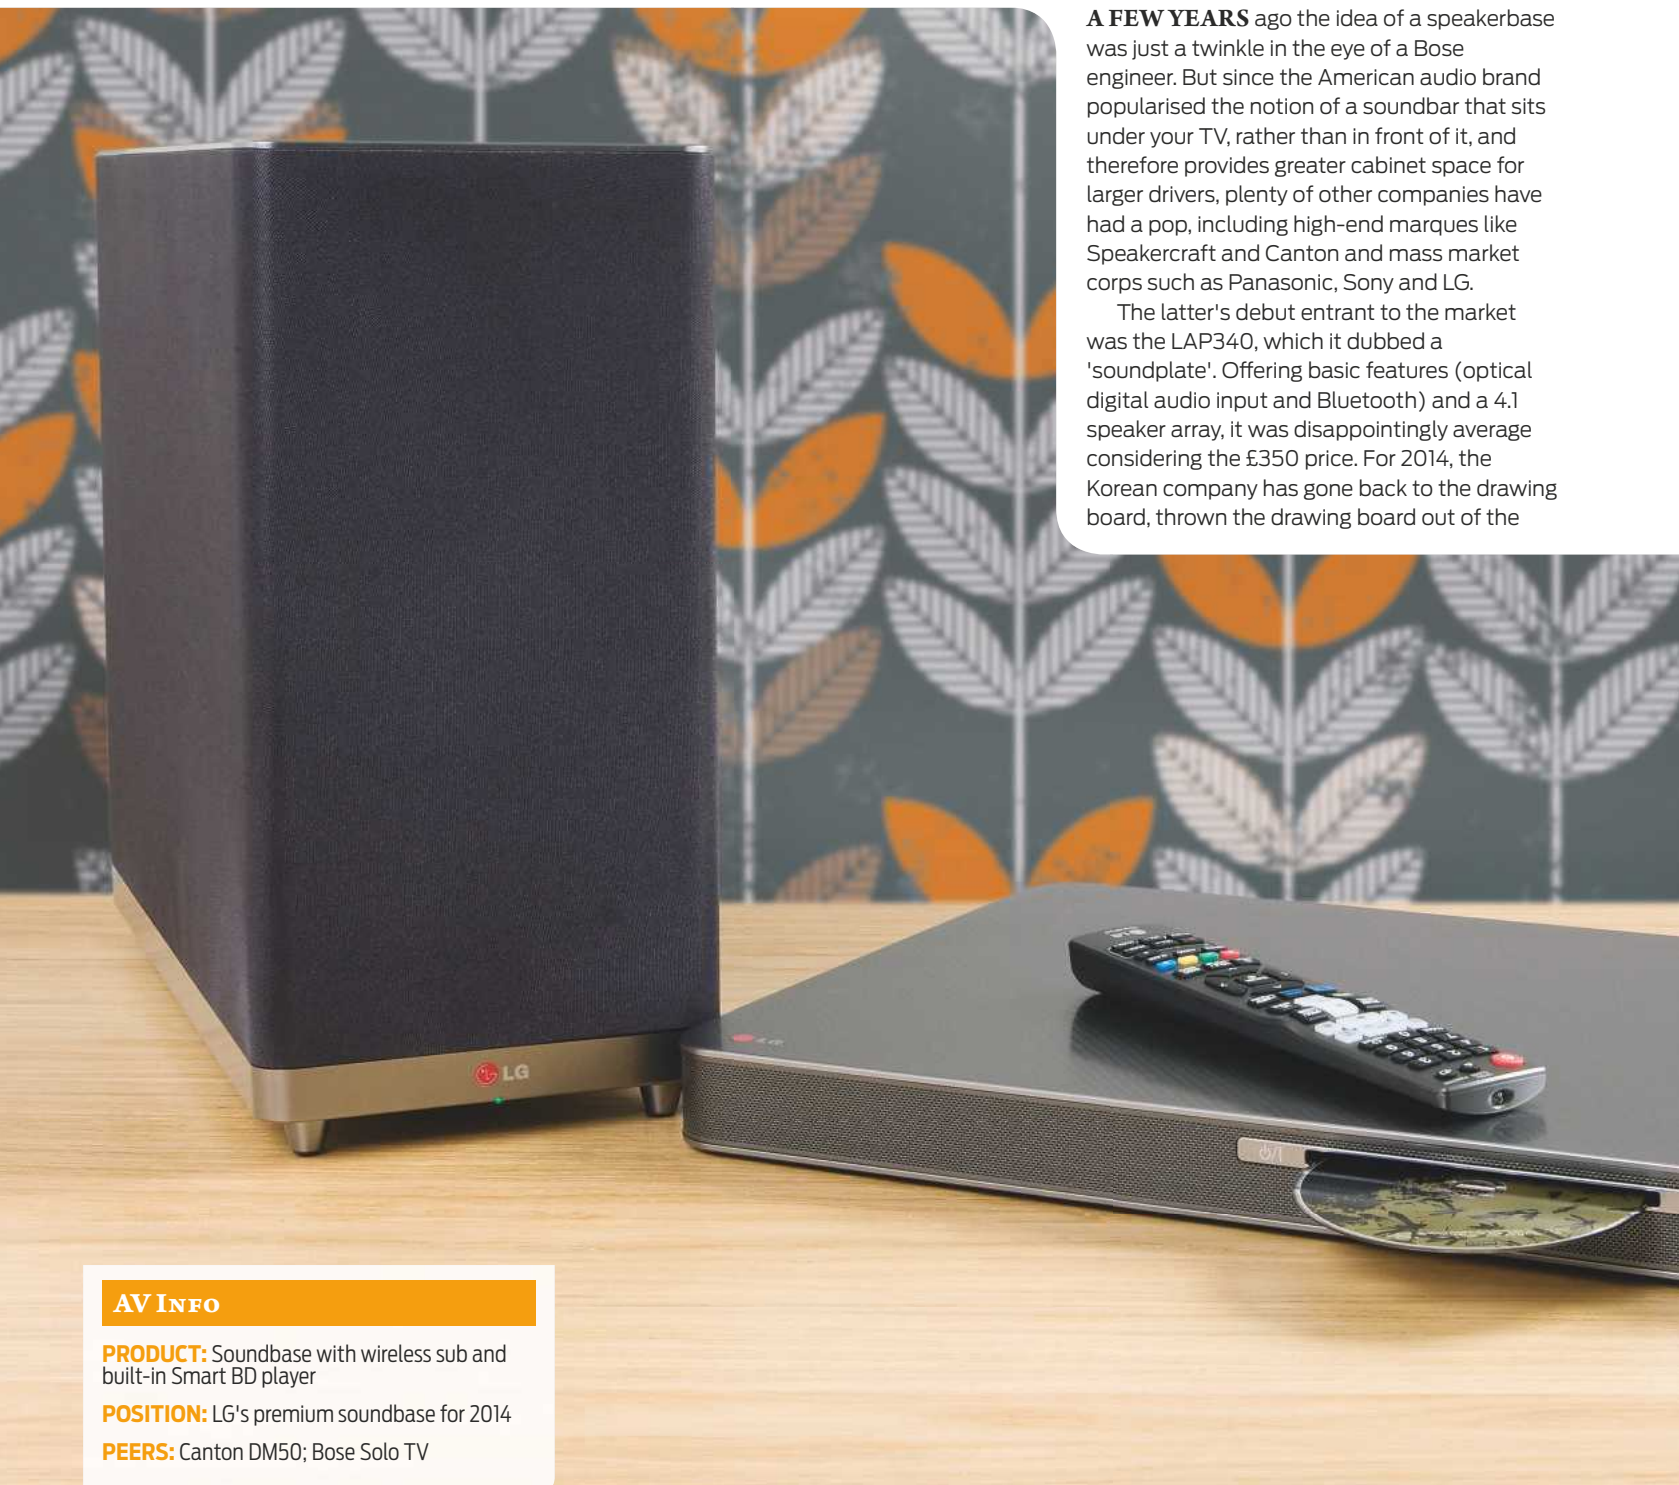 A FEW YEARS ago the idea of a speakerbase
was just a twinkle in the eye of a Bose
engineer. But since the American audio brand
popularised the notion of a soundbar that sits
under your TV, rather than in front of it, and
therefore provides greater cabinet space for
larger drivers, plenty of other companies have
had a pop, including high-end marques like
Speakercraft and Canton and mass market
corps such as Panasonic, Sony and LG.
The latter's debut entrant to the market
was the LAP340, which it dubbed a
'soundplate'. Offering basic features (optical
digital audio input and Bluetooth) and a 4.1
speaker array, it was disappointingly average
considering the £350 price. For 2014, the
Korean company has gone back to the drawing
board, thrown the drawing board out of the
LG
LG
AV INFO
PRODUCT: Soundbase with wireless sub and
built-in Smart BD player
POSITION: LG's premium soundbase for 2014
PEERS: Canton DM50; Bose Solo TV